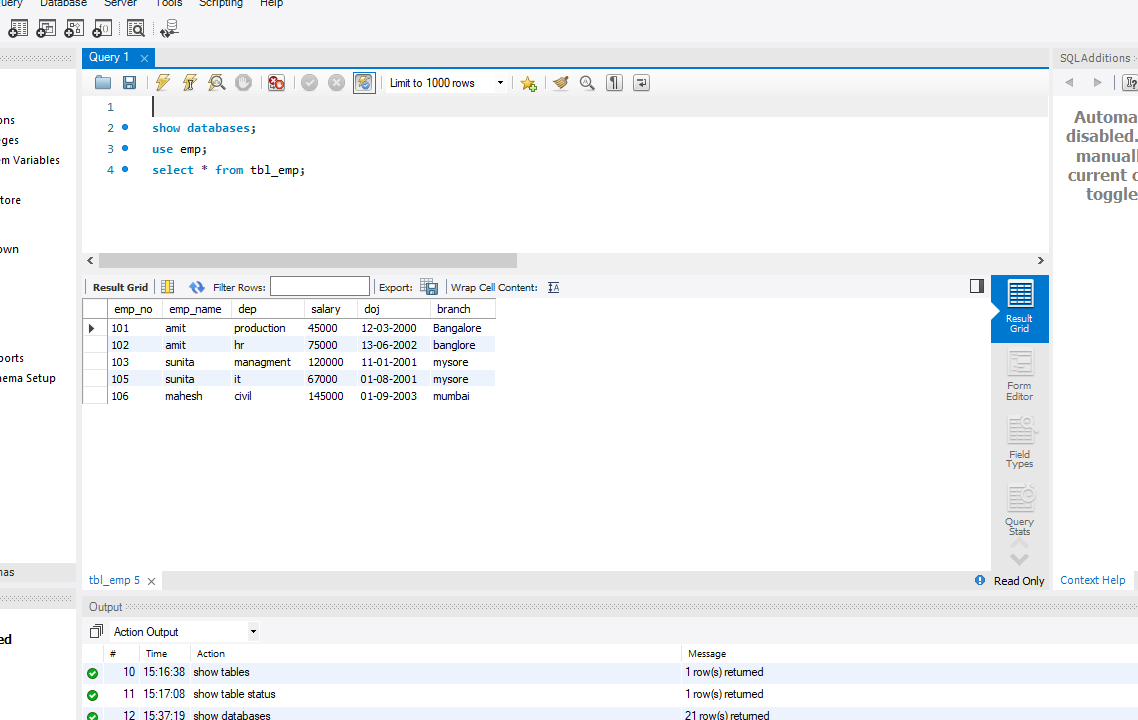 Database Server Tools Scripting Help
Query 1
SQLAdditions
Limit to 1000 rows
1
2 show databases;
3 use emp;
4 select * from tbl_emp;
Automa
disabled.
manuall
current c
toggle
ons
eges
em Variables
tore
own
ports
hema Setup
mas
ed
Result Grid Filter Rows: Export: Wrap Cell Content:
emp_no emp_name dep salary doj branch
101 amit production 45000 12-03-2000 Bangalore
102 amit hr 75000 13-06-2002 banglore
103 sunita managment 120000 11-01-2001 mysore
105 sunita it 67000 01-08-2001 mysore
106 mahesh civil 145000 01-09-2003 mumbai
Result
Grid
Form
Editor
Field
Types
Query
Stats
tbl_emp 5
Read Only
Context Help
Output
Action Output
# Time Action Message
10 15:16:38 show tables 1 row(s) returned
11 15:17:08 show table status 1 row(s) returned
12 15:37:19 show databases 21 row(s) returned